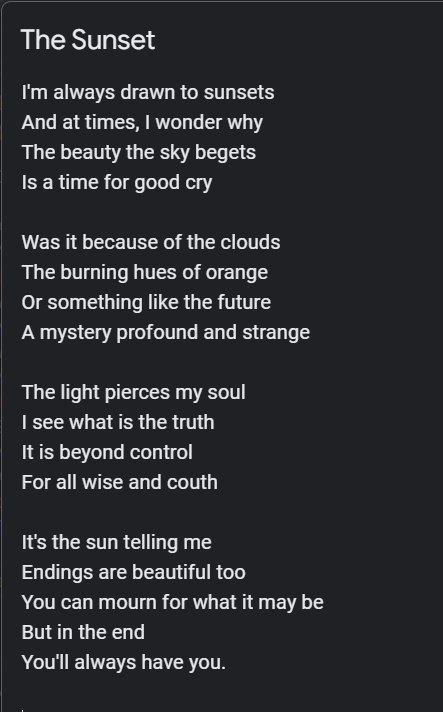 The Sunset
I'm always drawn to sunsets
And at times, I wonder why
The beauty the sky begets
Is a time for good cry
Was it because of the clouds
The burning hues of orange
Or something like the future
A mystery profound and strange
The light pierces my soul
I see what is the truth
It is beyond control
For all wise and couth
It's the sun telling me
Endings are beautiful too
You can mourn for what it may be
But in the end
You'll always have you.